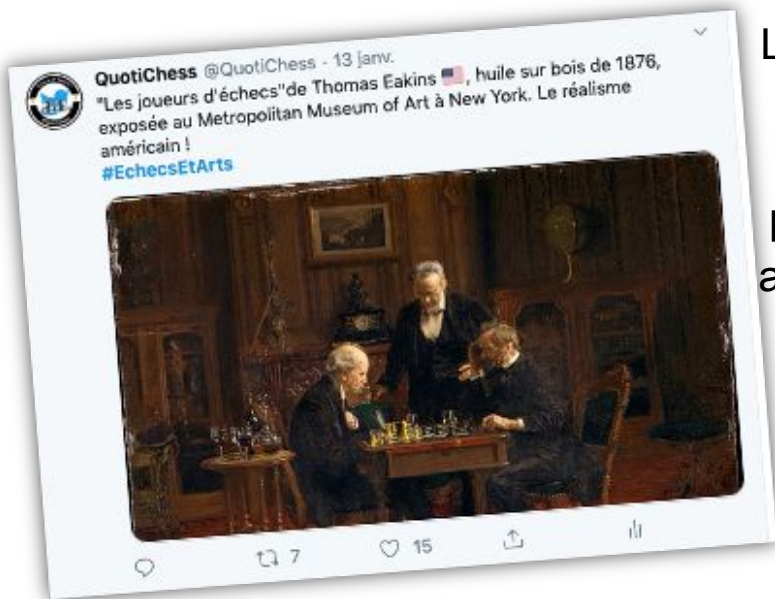 QuotiChess @QuotiChess · 13 janv.
"Les joueurs d'échecs"de Thomas Eakins 🇺🇸, huile sur bois de 1876,
exposée au Metropolitan Museum of Art à New York. Le réalisme
américain !
#EchecsEtArts
7
15
L
a